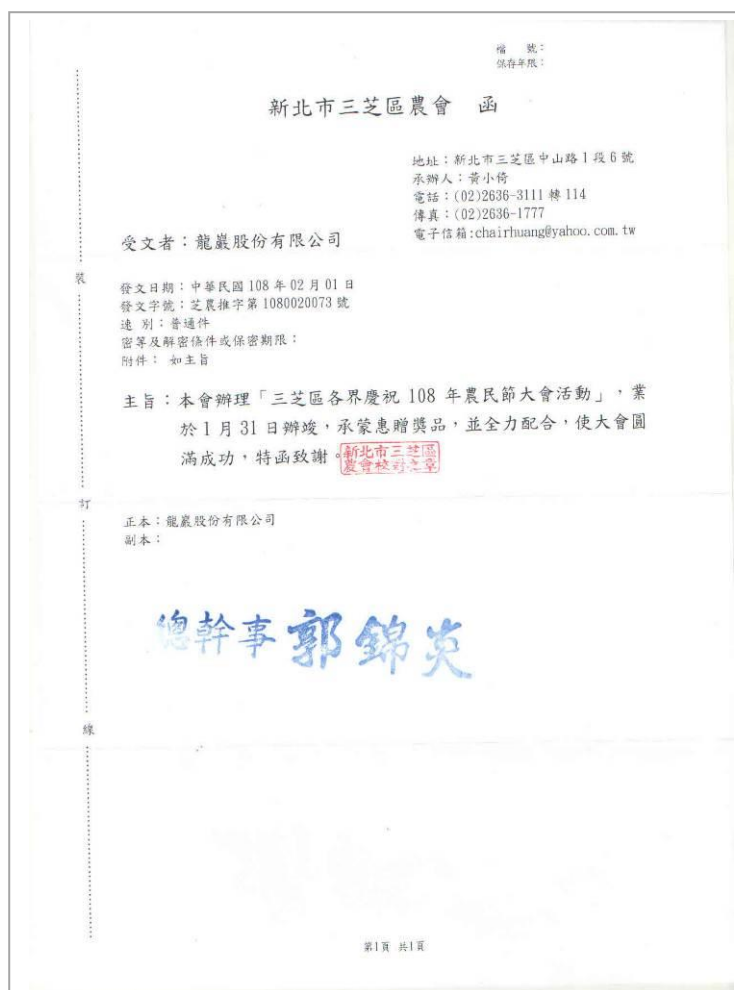 檔　號：
保存年限：
新北市三芝區農會　函
地址：新北市三芝區中山路1段6號
承辦人：黃小倚
電話：(02)2636-3111 轉 114
傳真：(02)2636-1777
電子信箱:chairhuang@yahoo.com.tw
受文者：龍巖股份有限公司
發文日期：中華民國 108 年 02 月 01 日
發文字號：芝農推字第 1080020073 號
速 別：普通件
密等及解密條件或保密期限：
附件： 如主旨
主旨：本會辦理「三芝區各界慶祝 108 年農民節大會活動」，業
於 1 月 31 日辦竣，承蒙惠贈獎品，並全力配合，使大會圓
滿成功，特函致謝。
新北市三芝區
農會校對之章
正本：龍巖股份有限公司
副本：
總幹事 郭錦炎
裝
訂
線
第1頁 共1頁